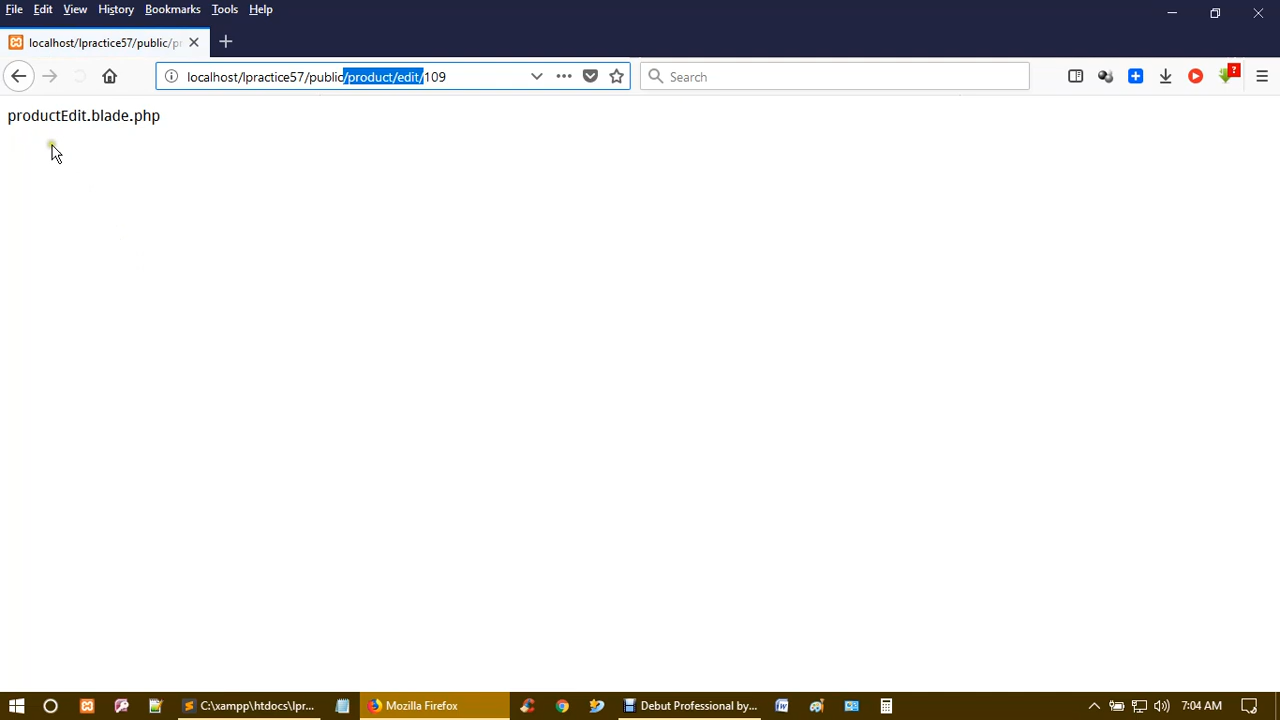 File Edit View History Bookmarks Tools Help
localhost/lpractice57/public/p
localhost/lpractice57/public/product/edit/109
Search
?
productEdit.blade.php
C:\xampp\htdocs\lpr...
Mozilla Firefox
Debut Professional by...
7:04 AM